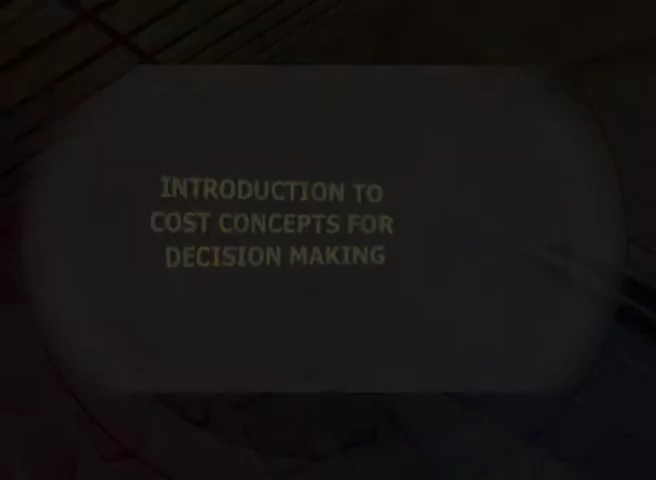 INTRODUCTION TO
COST CONCEPTS FOR
DECISION MAKING